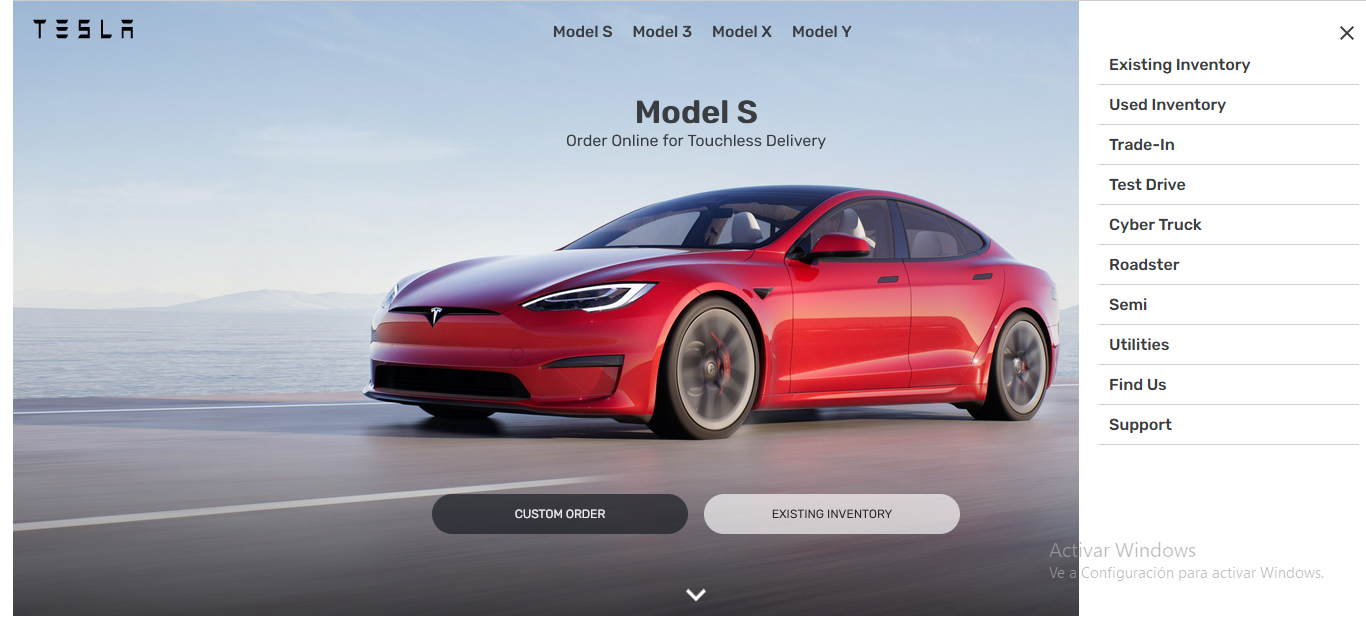 TESLA
Model S Model 3 Model X Model Y
Model S
Order Online for Touchless Delivery
CUSTOM ORDER
EXISTING INVENTORY
Existing Inventory
Used Inventory
Trade-In
Test Drive
Cyber Truck
Roadster
Semi
Utilities
Find Us
Support
Activar Windows
Ve a Configuración para activar Windows.